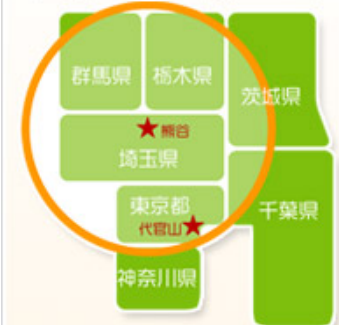 群馬県
栃木県
茨城県
★熊谷
埼玉県
東京都
代官山★
千葉県
神奈川県